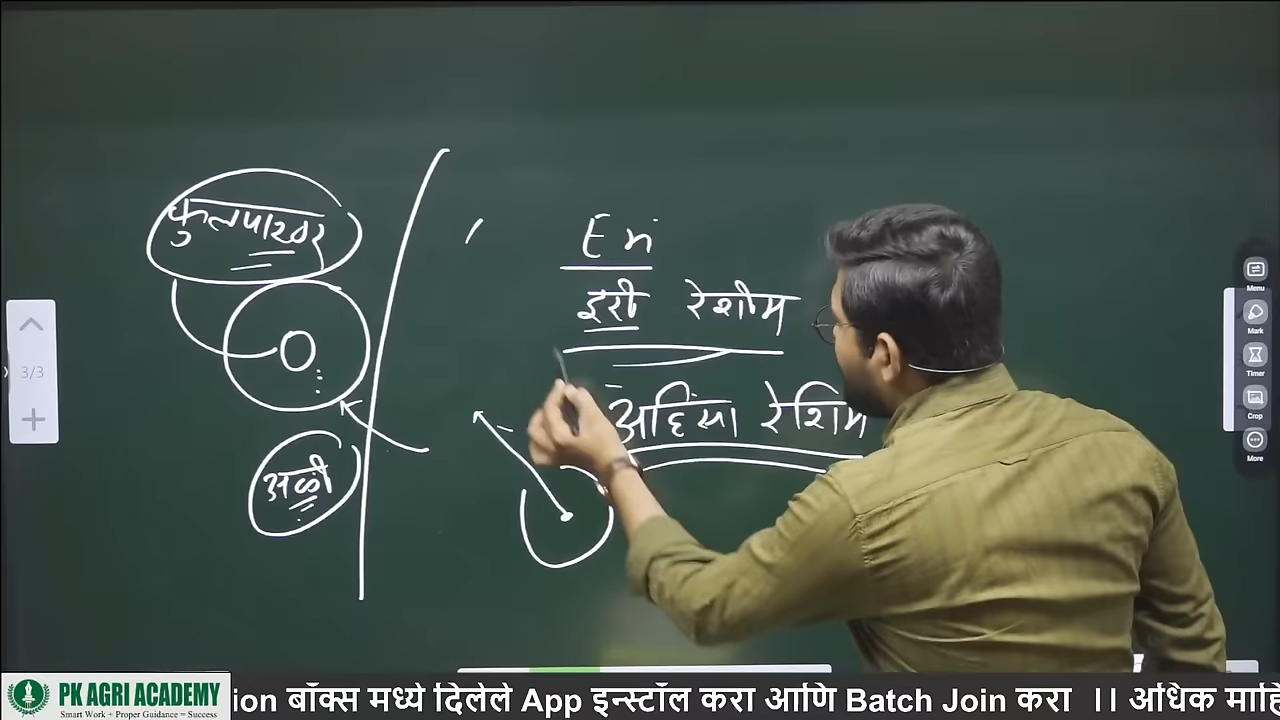 फुलपाखरू
अळी
Eri
इरी रेशीम
अहिंसा रेशिम
3/3
Menu
Mark
Timer
Crop
More
PK AGRI ACADEMY
Smart Work + Proper Guidance = Success
ion बॉक्स मध्ये दिलेले App इन्स्टॉल करा आणि Batch Join करा ।। अधिक माहि